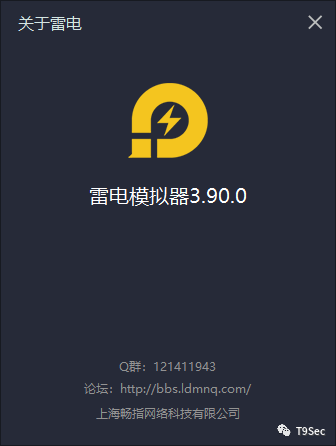 关于雷电
雷电模拟器3.90.0
Q群：121411943
论坛：http://bbs.ldmnq.com/
上海畅指网络科技有限公司
T9Sec